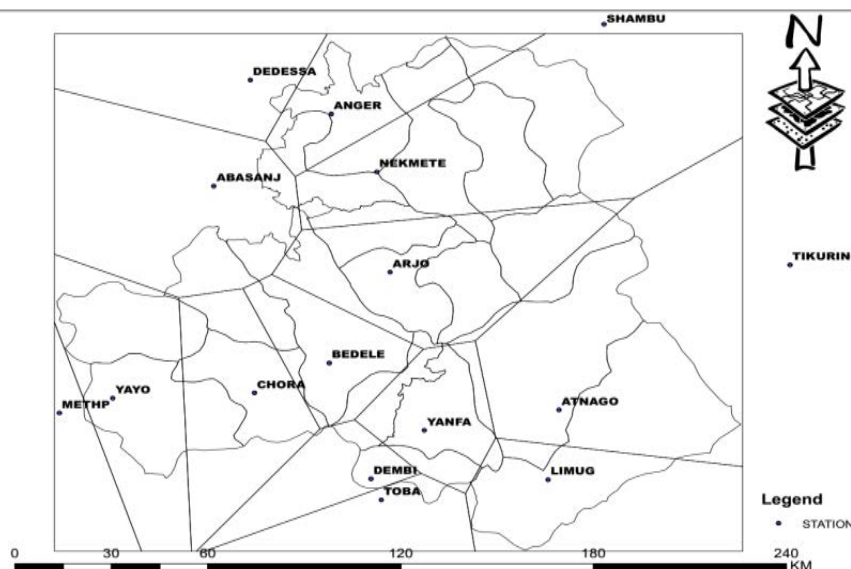 SHAMBU
N
DEDESSA
ANGER
NEKMETE
ABASANJ
TIKURIN
ARJO
BEDELE
CHORA
YAYO
METHP
ATNAGO
YANFA
DEMBI
LIMUG
TOBA
Legend
STATION
0 30 60 120 180 240
KM